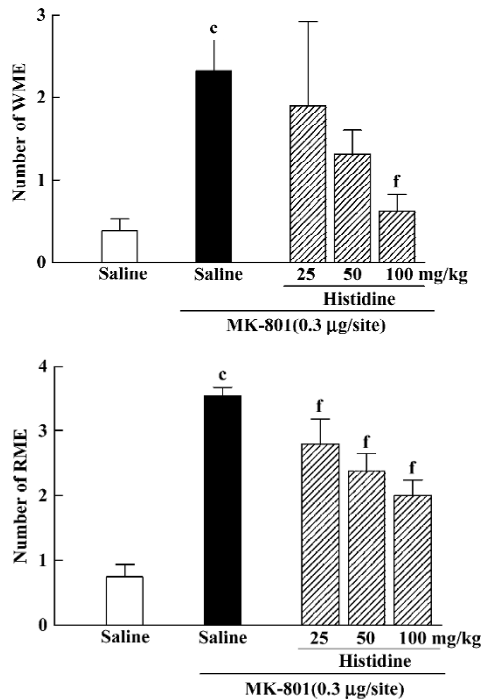 3
2
1
0
Number of WME
c
f
Saline
Saline
25 50 100 mg/kg
Histidine
MK-801(0.3 μg/site)
4
3
2
1
0
Number of RME
c
f
f
f
Saline
Saline
25 50 100 mg/kg
Histidine
MK-801(0.3 μg/site)